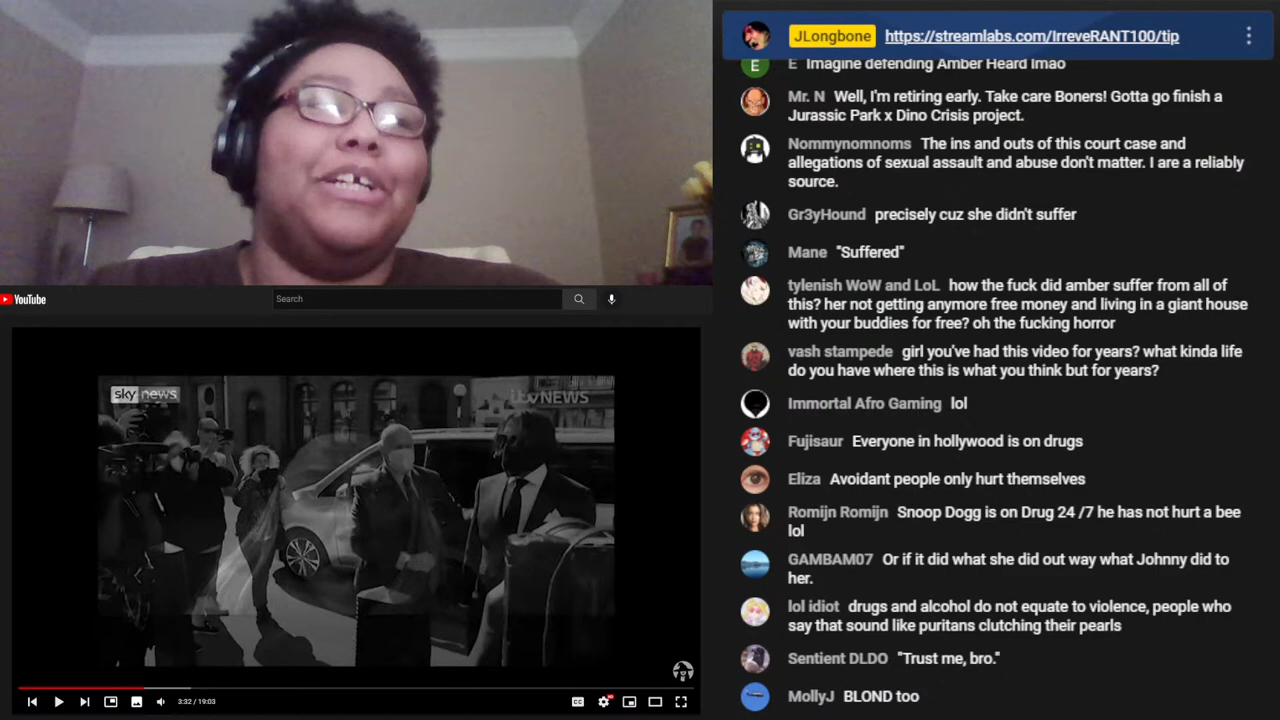 JLongbone https://streamlabs.com/IrreveRANT100/tip
E E Imagine defending Amber Heard lmao
Mr. N Well, I'm retiring early. Take care Boners! Gotta go finish a
Jurassic Park x Dino Crisis project.
Nommynomnoms The ins and outs of this court case and
allegations of sexual assault and abuse don't matter. I are a reliably
source.
Gr3yHound precisely cuz she didn't suffer
Mane "Suffered"
tylenish WoW and LoL how the fuck did amber suffer from all of
this? her not getting anymore free money and living in a giant house
with your buddies for free? oh the fucking horror
vash stampede girl you've had this video for years? what kinda life
do you have where this is what you think but for years?
Immortal Afro Gaming lol
Fujisaur Everyone in hollywood is on drugs
Eliza Avoidant people only hurt themselves
Romijn Romijn Snoop Dogg is on Drug 24 /7 he has not hurt a bee
lol
GAMBAM07 Or if it did what she did out way what Johnny did to
her.
lol idiot drugs and alcohol do not equate to violence, people who
say that sound like puritans clutching their pearls
Sentient DLDO "Trust me, bro."
MollyJ BLOND too
YouTube
Search
sky news
itv NEWS
3:32 / 19:03
CC
HD